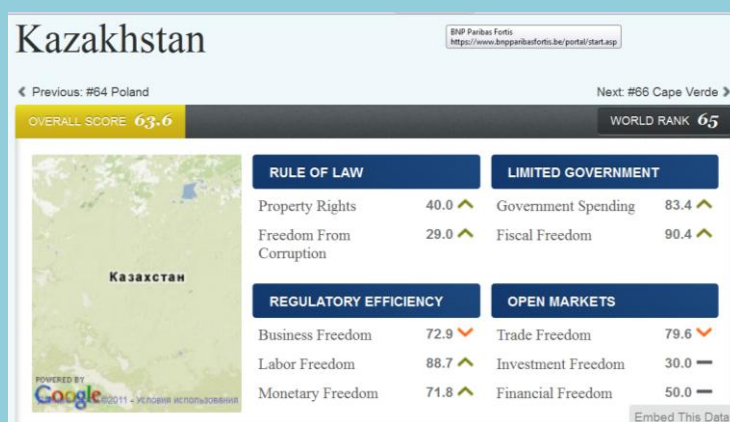 Kazakhstan
BNP Paribas Fortis
https://www.bnpparibasfortis.be/portal/start.asp
Previous: #64 Poland
Next: #66 Cape Verde
OVERALL SCORE 63.6
WORLD RANK 65
Казахстан
POWERED BY
Google
©2011 - Условия использования
RULE OF LAW
Property Rights 40.0
Freedom From
Corruption
29.0
LIMITED GOVERNMENT
Government Spending 83.4
Fiscal Freedom 90.4
REGULATORY EFFICIENCY
Business Freedom 72.9
Labor Freedom 88.7
Monetary Freedom 71.8
OPEN MARKETS
Trade Freedom 79.6
Investment Freedom 30.0
Financial Freedom 50.0
Embed This Data